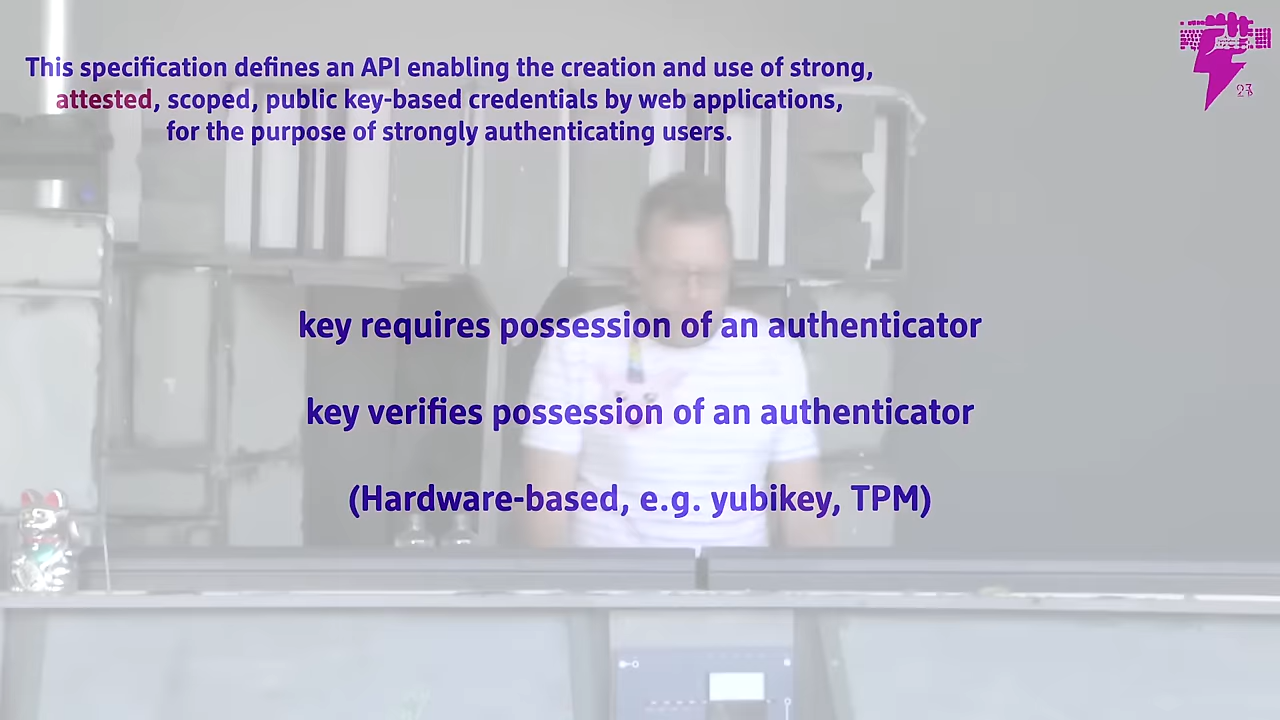 This specification defines an API enabling the creation and use of strong,
attested, scoped, public key-based credentials by web applications,
for the purpose of strongly authenticating users.
key requires possession of an authenticator
key verifies possession of an authenticator
(Hardware-based, e.g. yubikey, TPM)